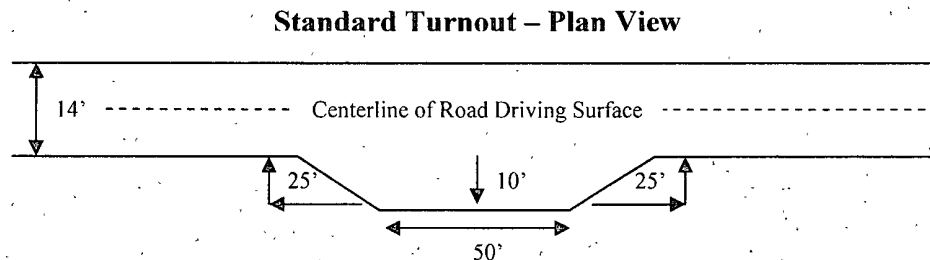 Standard Turnout – Plan View
14' Centerline of Road Driving Surface
25' 10' 25'
50'